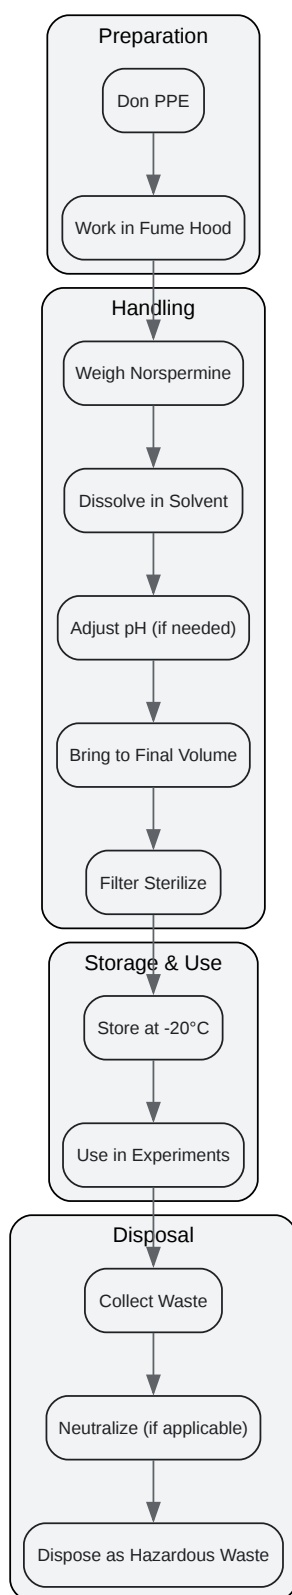 Preparation
Don PPE
Work in Fume Hood
Handling
Weigh Norspermine
Dissolve in Solvent
Adjust pH (if needed)
Bring to Final Volume
Filter Sterilize
Storage & Use
Store at -20°C
Use in Experiments
Disposal
Collect Waste
Neutralize (if applicable)
Dispose as Hazardous Waste